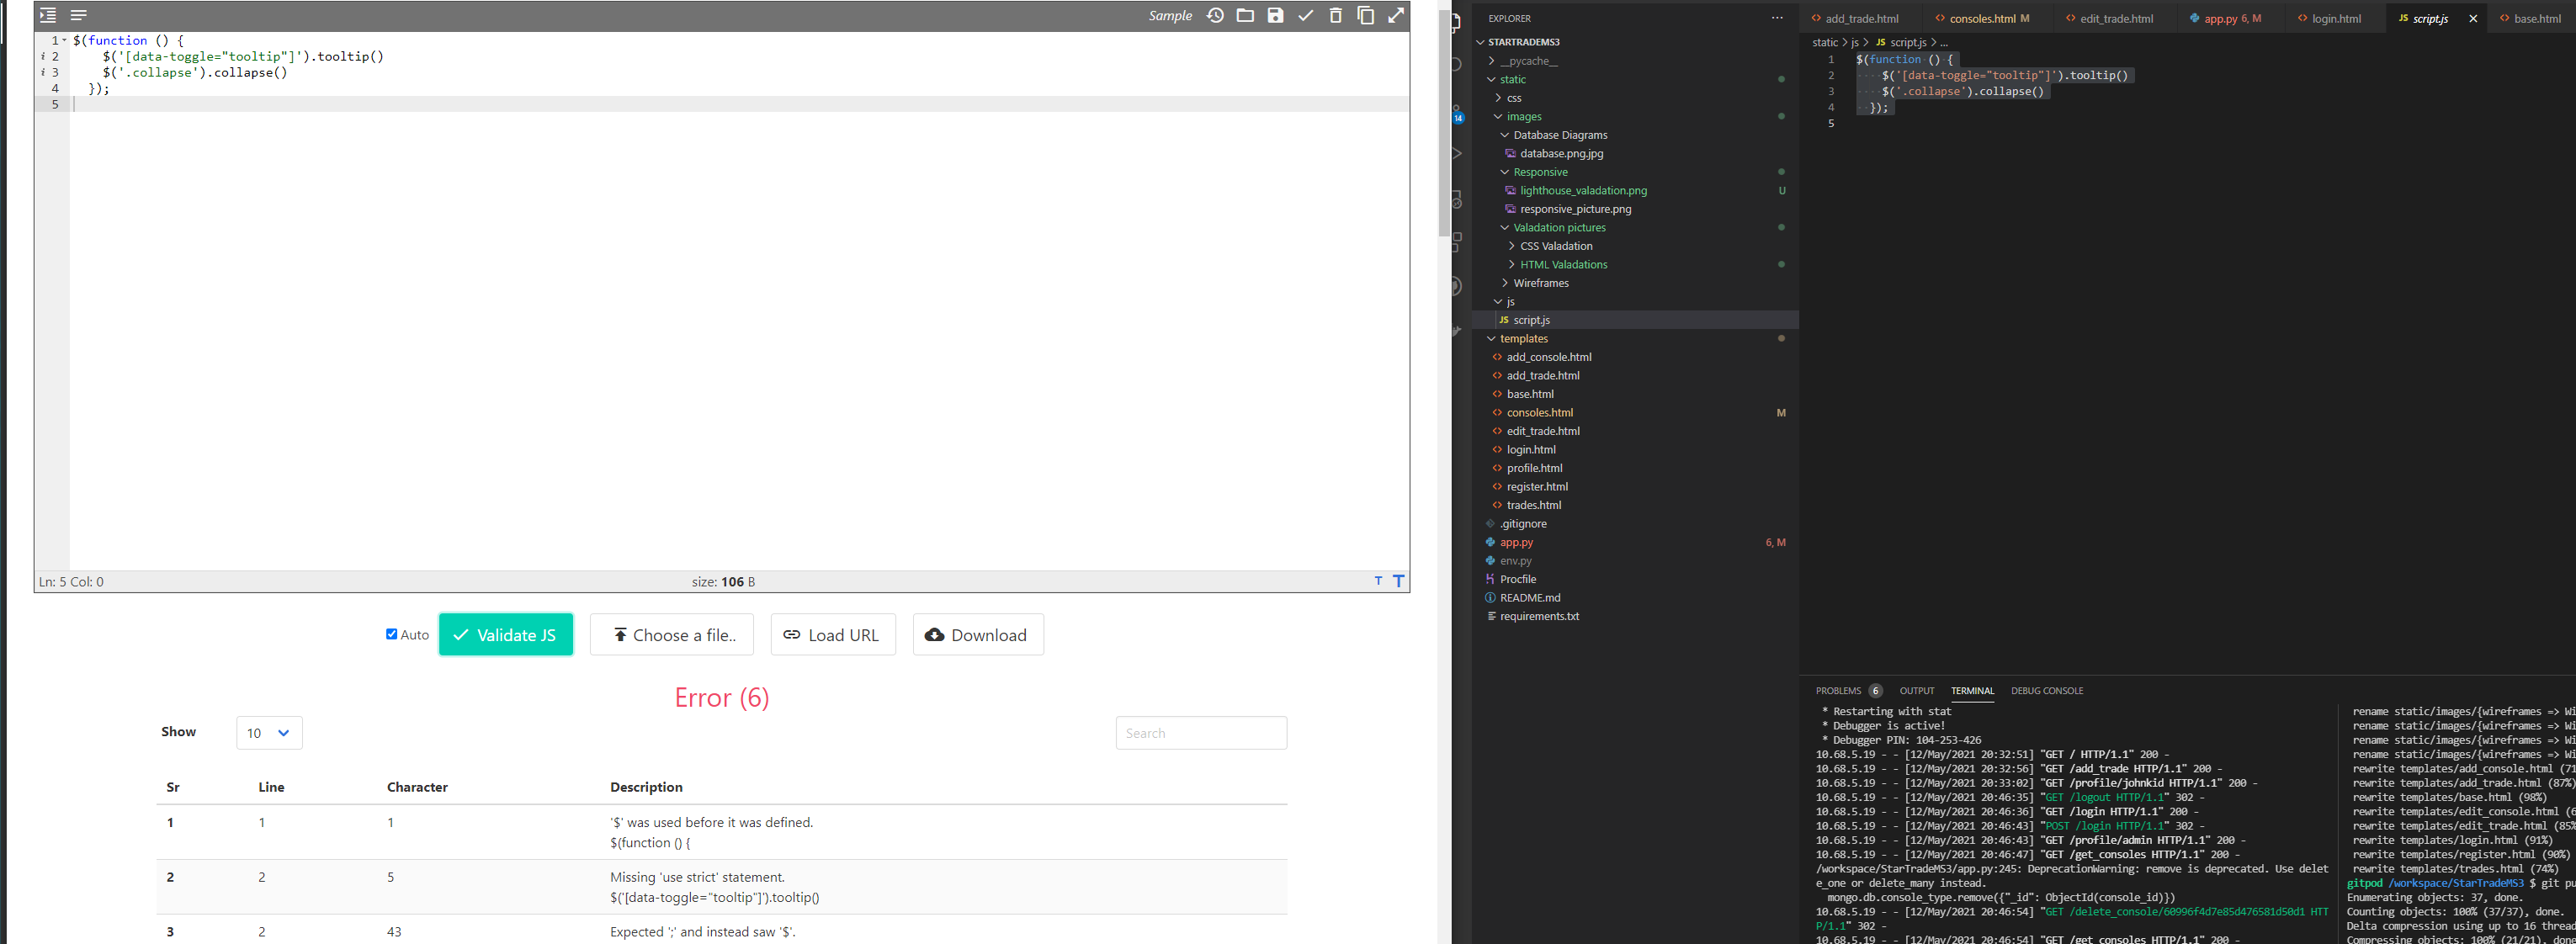 Sample
1 $(function () {
i 2 $('[data-toggle="tooltip"]').tooltip()
i 3 $('.collapse').collapse()
4 });
5
Ln: 5 Col: 0
size: 106 B
T T
Auto
Validate JS
Choose a file..
Load URL
Download
Error (6)
Show
10
Search
Sr Line Character Description
1 1 1 '$' was used before it was defined.
$(function () {
2 2 5 Missing 'use strict' statement.
$('[data-toggle="tooltip"]').tooltip()
3 2 43 Expected ';' and instead saw '$'.
14
EXPLORER ...
STARTRADEMS3
__pycache__
static
css
images
Database Diagrams
database.png.jpg
Responsive
lighthouse_valadation.png U
responsive_picture.png
Valadation pictures
CSS Valadation
HTML Valadations
Wireframes
js
JS script.js
templates
add_console.html
add_trade.html
base.html
consoles.html M
edit_trade.html
login.html
profile.html
register.html
trades.html
.gitignore
app.py 6, M
env.py
Procfile
README.md
requirements.txt
add_trade.html
consoles.html M
edit_trade.html
app.py 6, M
login.html
JS script.js
base.html
static > js > JS script.js > ...
1 $(function () {
2 $('[data-toggle="tooltip"]').tooltip()
3 $('.collapse').collapse()
4 });
5
PROBLEMS 6 OUTPUT TERMINAL DEBUG CONSOLE
* Restarting with stat
* Debugger is active!
* Debugger PIN: 104-253-426
10.68.5.19 - - [12/May/2021 20:32:51] "GET / HTTP/1.1" 200 -
10.68.5.19 - - [12/May/2021 20:32:56] "GET /add_trade HTTP/1.1" 200 -
10.68.5.19 - - [12/May/2021 20:33:02] "GET /profile/johnkid HTTP/1.1" 200 -
10.68.5.19 - - [12/May/2021 20:46:35] "GET /logout HTTP/1.1" 302 -
10.68.5.19 - - [12/May/2021 20:46:36] "GET /login HTTP/1.1" 200 -
10.68.5.19 - - [12/May/2021 20:46:43] "POST /login HTTP/1.1" 302 -
10.68.5.19 - - [12/May/2021 20:46:43] "GET /profile/admin HTTP/1.1" 200 -
10.68.5.19 - - [12/May/2021 20:46:47] "GET /get_consoles HTTP/1.1" 200 -
/workspace/StarTradeMS3/app.py:245: DeprecationWarning: remove is deprecated. Use delet
e_one or delete_many instead.
mongo.db.console_type.remove({"_id": ObjectId(console_id)})
10.68.5.19 - - [12/May/2021 20:46:54] "GET /delete_console/60996f4d7e85d476581d50d1 HTT
P/1.1" 302 -
10.68.5.19 - - [12/May/2021 20:46:54] "GET /get_consoles HTTP/1.1" 200 -
rename static/images/{wireframes => Wi
rename static/images/{wireframes => Wi
rename static/images/{wireframes => Wi
rename static/images/{wireframes => Wi
rewrite templates/add_console.html (71
rewrite templates/add_trade.html (87%)
rewrite templates/base.html (98%)
rewrite templates/edit_console.html (6
rewrite templates/edit_trade.html (85%
rewrite templates/login.html (91%)
rewrite templates/register.html (90%)
rewrite templates/trades.html (74%)
gitpod /workspace/StarTradeMS3 $ git pu
Enumerating objects: 37, done.
Counting objects: 100% (37/37), done.
Delta compression using up to 16 threa
Compressing objects: 100% (21/21), done